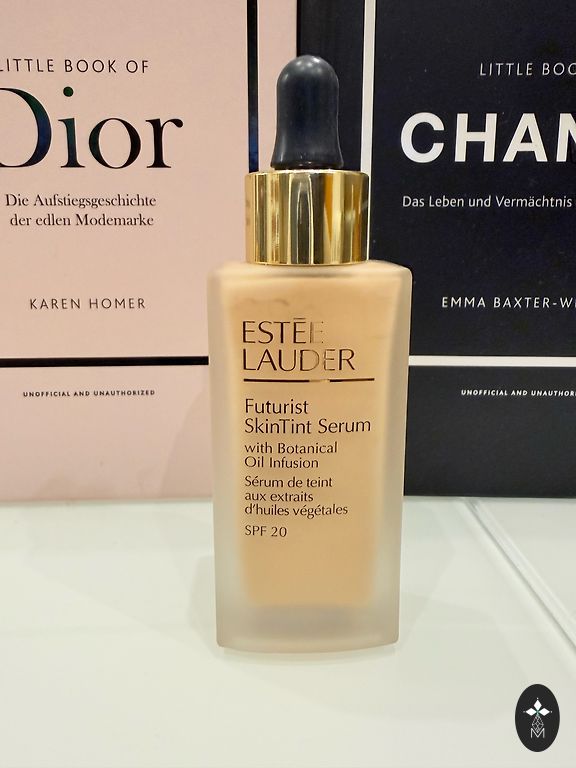 LITTLE BOOK OF
Dior
Die Aufstiegsgeschichte
der edlen Modemarke
KAREN HOMER
UNOFFICIAL AND UNAUTHORIZED
LITTLE BOO
CHAN
Das Leben und Vermächtnis
EMMA BAXTER-W
UNOFFICIAL AND UNAUTHOR
ESTĒE
LAUDER
Futurist
SkinTint Serum
with Botanical
Oil Infusion
Sérum de teint
aux extraits
d'huiles végétales
SPF 20
M